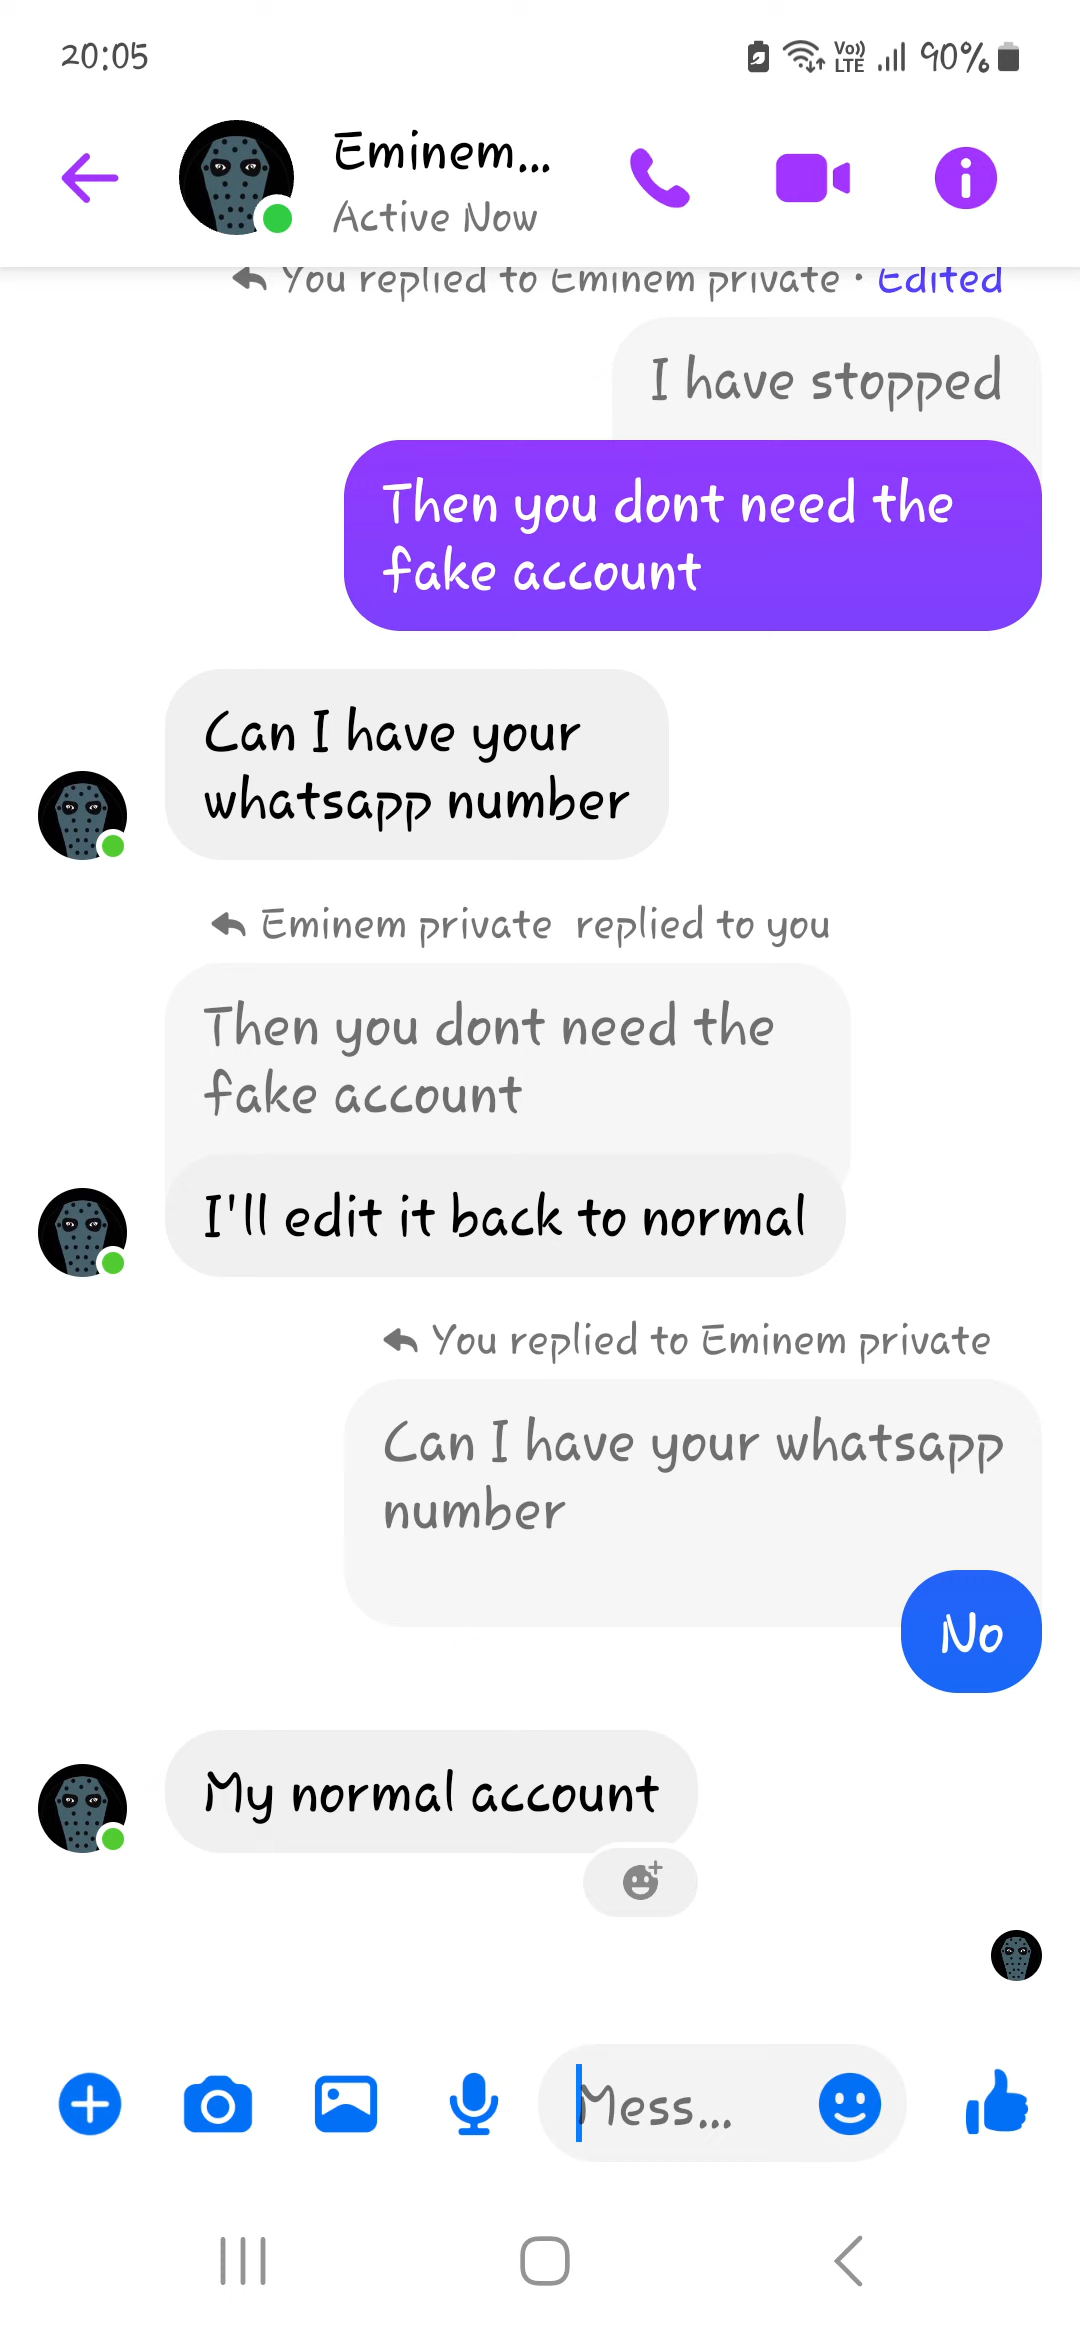 20:05
Vo))
LTE
90%
Eminem...
Active Now
You replied to Eminem private · Edited
I have stopped
Then you dont need the
fake account
Can I have your
whatsapp number
Eminem private replied to you
Then you dont need the
fake account
I'll edit it back to normal
You replied to Eminem private
Can I have your whatsapp
number
No
My normal account
Mess...